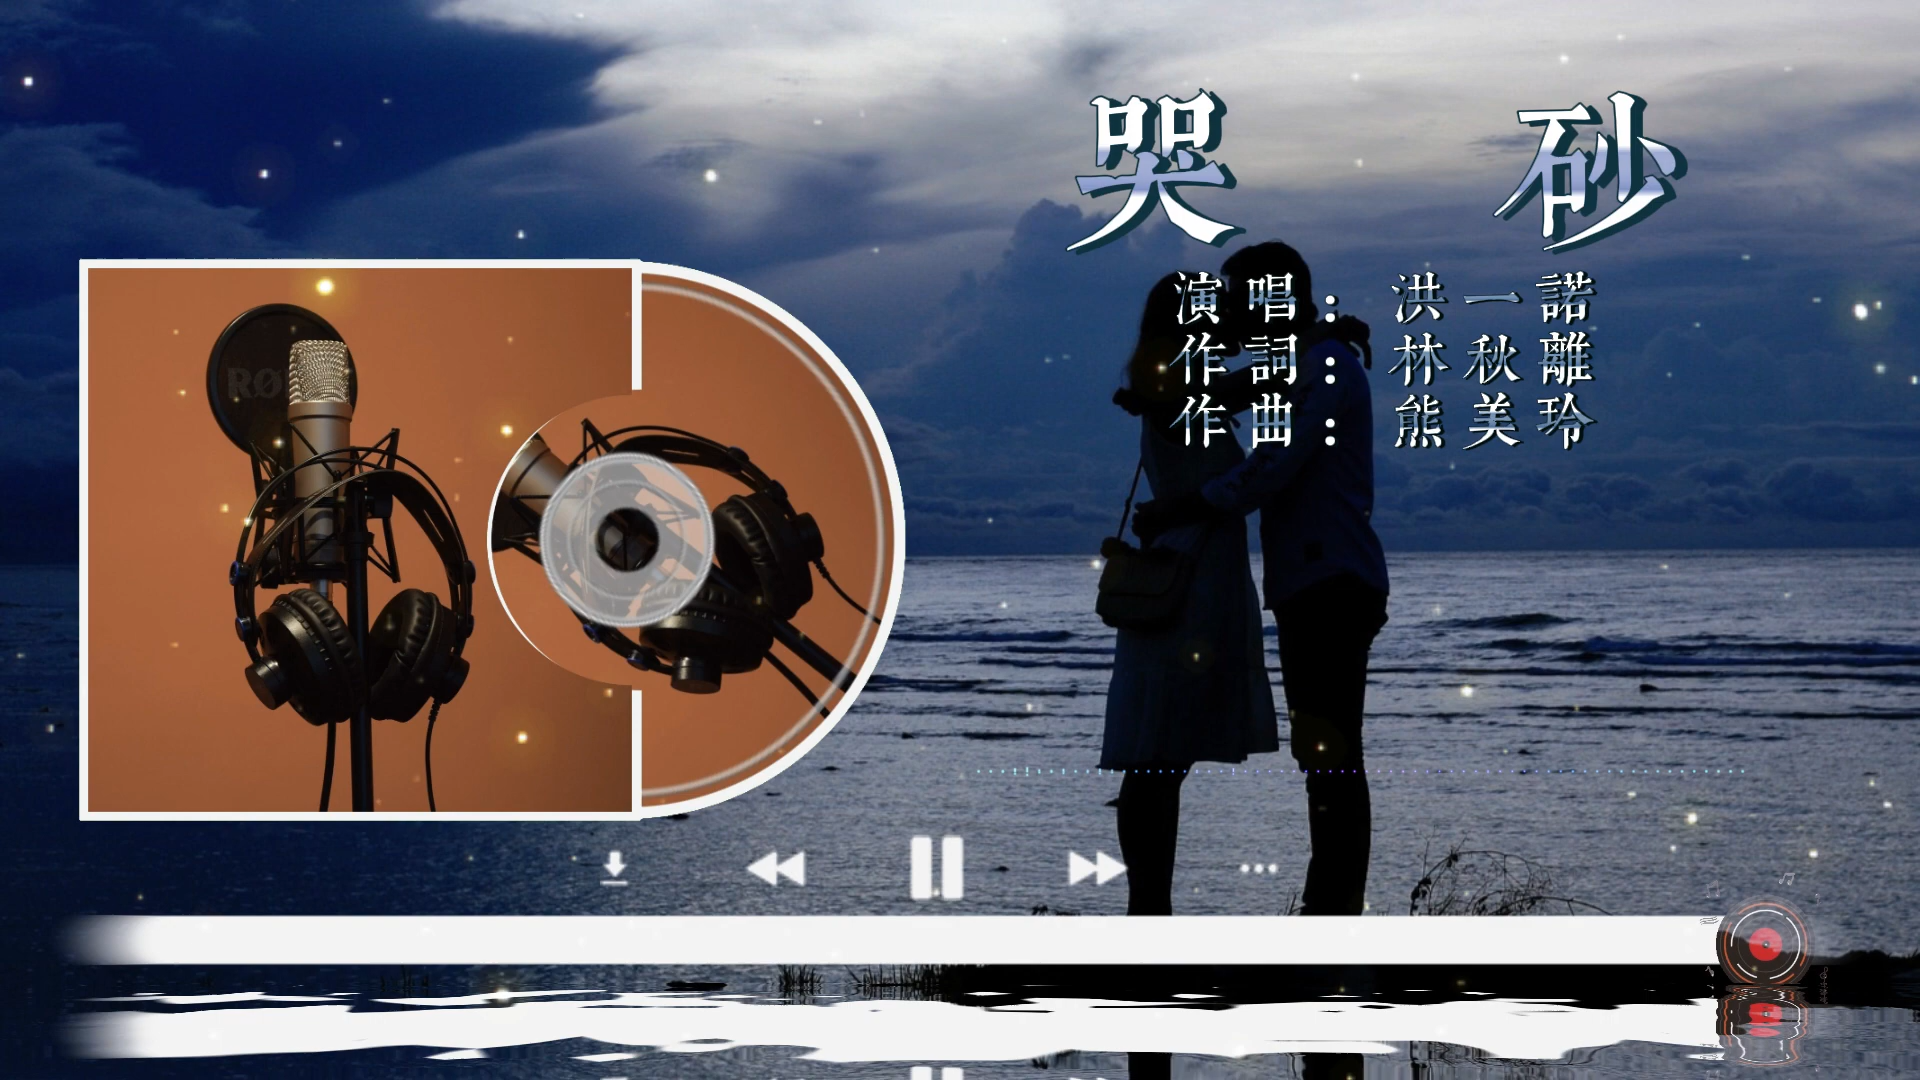 哭 砂
演唱： 洪一諾
作詞： 林秋離
作曲： 熊美玲